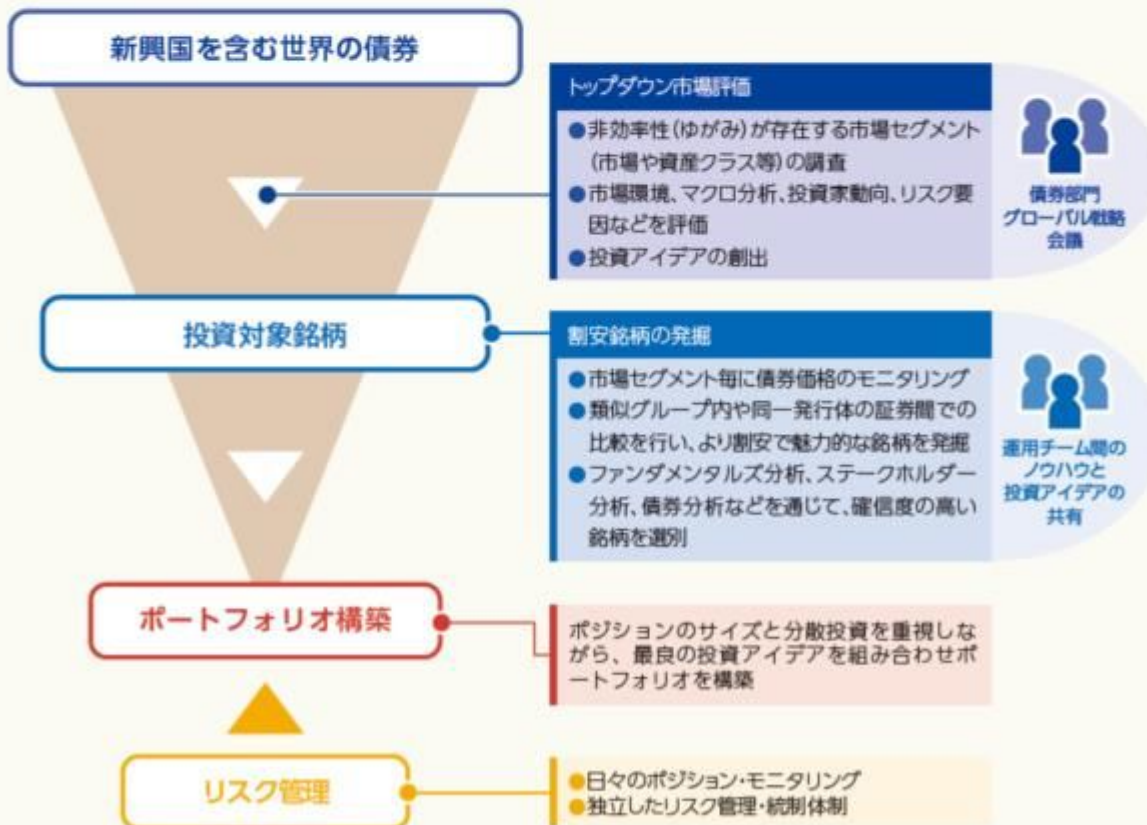 新興国を含む世界の債券
トップダウン市場評価
●非効率性(ゆがみ)が存在する市場セグメント
(市場や資産クラス等)の調査
●市場環境、マクロ分析、投資家動向、リスク要
因などを評価
●投資アイデアの創出
債券部門
グローバル戦略
会議
投資対象銘柄
割安銘柄の発掘
●市場セグメント毎に債券価格のモニタリング
●類似グループ内や同一発行体の証券間での
比較を行い、より割安で魅力的な銘柄を発掘
●ファンダメンタルズ分析、ステークホルダー
分析、債券分析などを通じて、確信度の高い
銘柄を選別
運用チーム間の
ノウハウと
投資アイデアの
共有
ポートフォリオ構築
ポジションのサイズと分散投資を重視しな
がら、最良の投資アイデアを組み合わせポ
ートフォリオを構築
リスク管理
●日々のポジション・モニタリング
●独立したリスク管理・統制体制